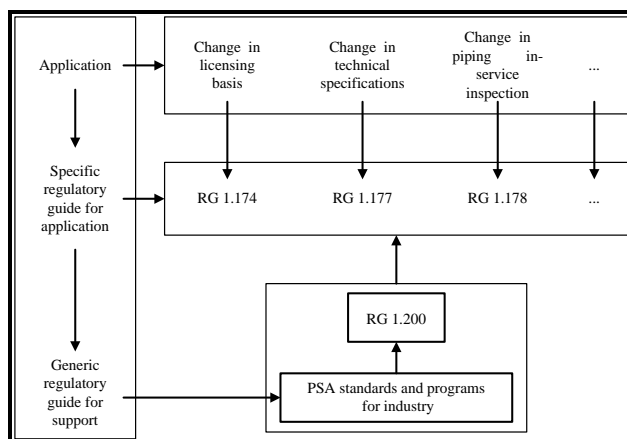 Application
Change in
licensing
basis
Change in
technical
specifications
Change in
piping in-
service
inspection
...
Specific
regulatory
guide for
application
RG 1.174
RG 1.177
RG 1.178
...
RG 1.200
Generic
regulatory
guide for
support
PSA standards and programs
for industry